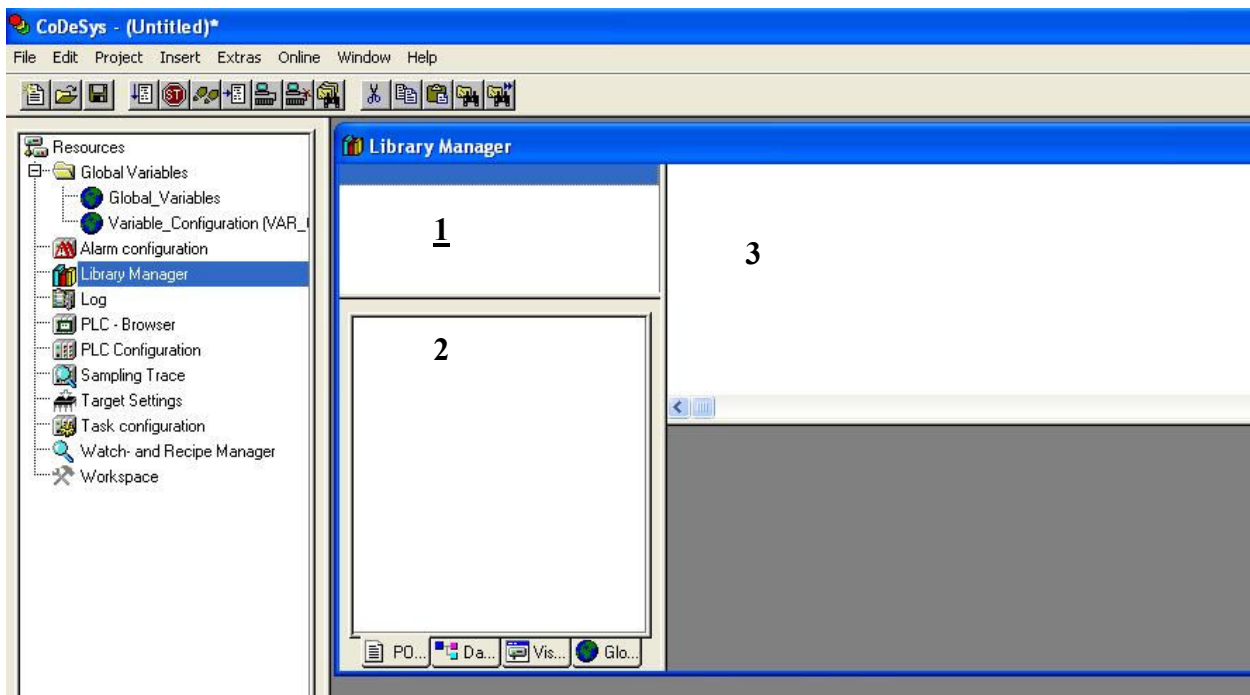 CoDeSys - (Untitled)*
File Edit Project Insert Extras Online Window Help
Resources
Global Variables
Global_Variables
Variable_Configuration (VAR_
Alarm configuration
Library Manager
Log
PLC - Browser
PLC Configuration
Sampling Trace
Target Settings
Task configuration
Watch- and Recipe Manager
Workspace
Library Manager
1
2
3
PO... Da... Vis... Glo...